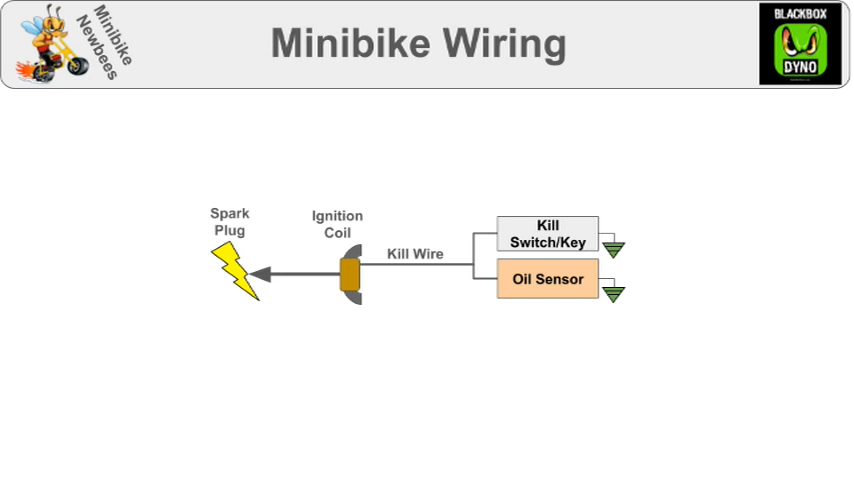 Minibike
Newbees
Minibike Wiring
BLACKBOX
DYNO
Spark
Plug
Ignition
Coil
Kill Wire
Kill
Switch/Key
Oil Sensor